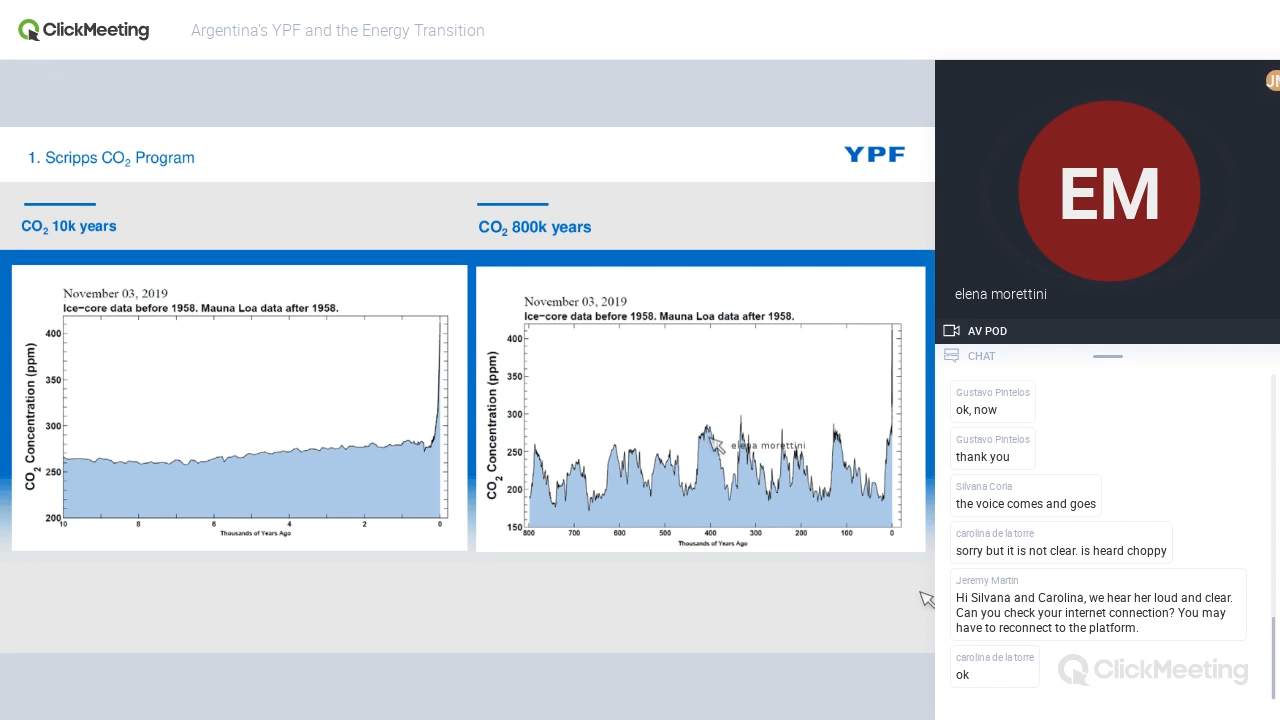 ClickMeeting
Argentina's YPF and the Energy Transition
1. Scripps CO2 Program
YPF
CO2 10k years
CO2 800k years
November 03, 2019
Ice-core data before 1958. Mauna Loa data after 1958.
CO2 Concentration (ppm)
400
350
300
250
200
10
8
6
4
2
0
Thousands of Years Ago
November 03, 2019
Ice-core data before 1958. Mauna Loa data after 1958.
CO2 Concentration (ppm)
400
350
300
250
200
150
800
700
600
500
400
300
200
100
0
Thousands of Years Ago
elena morettini
EM
elena morettini
AV POD
CHAT
Gustavo Pintelos
ok, now
Gustavo Pintelos
thank you
Silvana Coria
the voice comes and goes
carolina de la torre
sorry but it is not clear. is heard choppy
Jeremy Martin
Hi Silvana and Carolina, we hear her loud and clear.
Can you check your internet connection? You may
have to reconnect to the platform.
carolina de la torre
ok
ClickMeeting